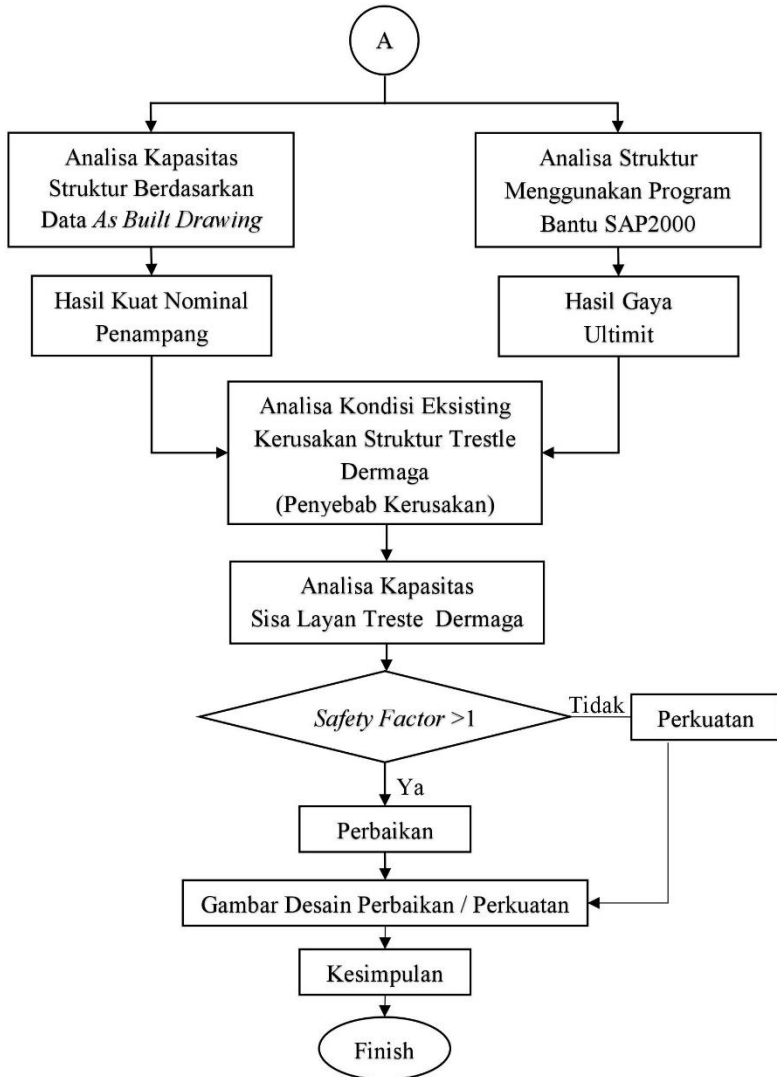 A
Analisa Kapasitas
Struktur Berdasarkan
Data As Built Drawing
Analisa Struktur
Menggunakan Program
Bantu SAP2000
Hasil Kuat Nominal
Penampang
Hasil Gaya
Ultimit
Analisa Kondisi Eksisting
Kerusakan Struktur Trestle
Dermaga
(Penyebab Kerusakan)
Analisa Kapasitas
Sisa Layan Treste Dermaga
Safety Factor >1
Tidak
Perkuatan
Ya
Perbaikan
Gambar Desain Perbaikan / Perkuatan
Kesimpulan
Finish